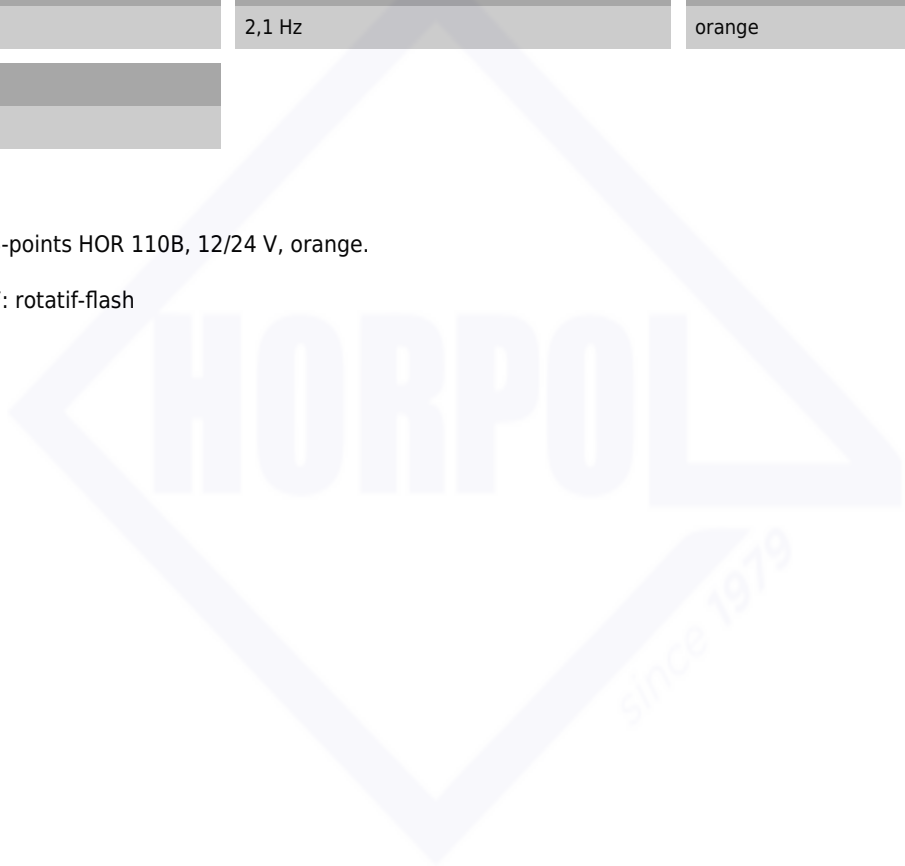 2,1 Hz orange
-points HOR 110B, 12/24 V, orange.
: rotatif-flash
HORPOL
since 1979